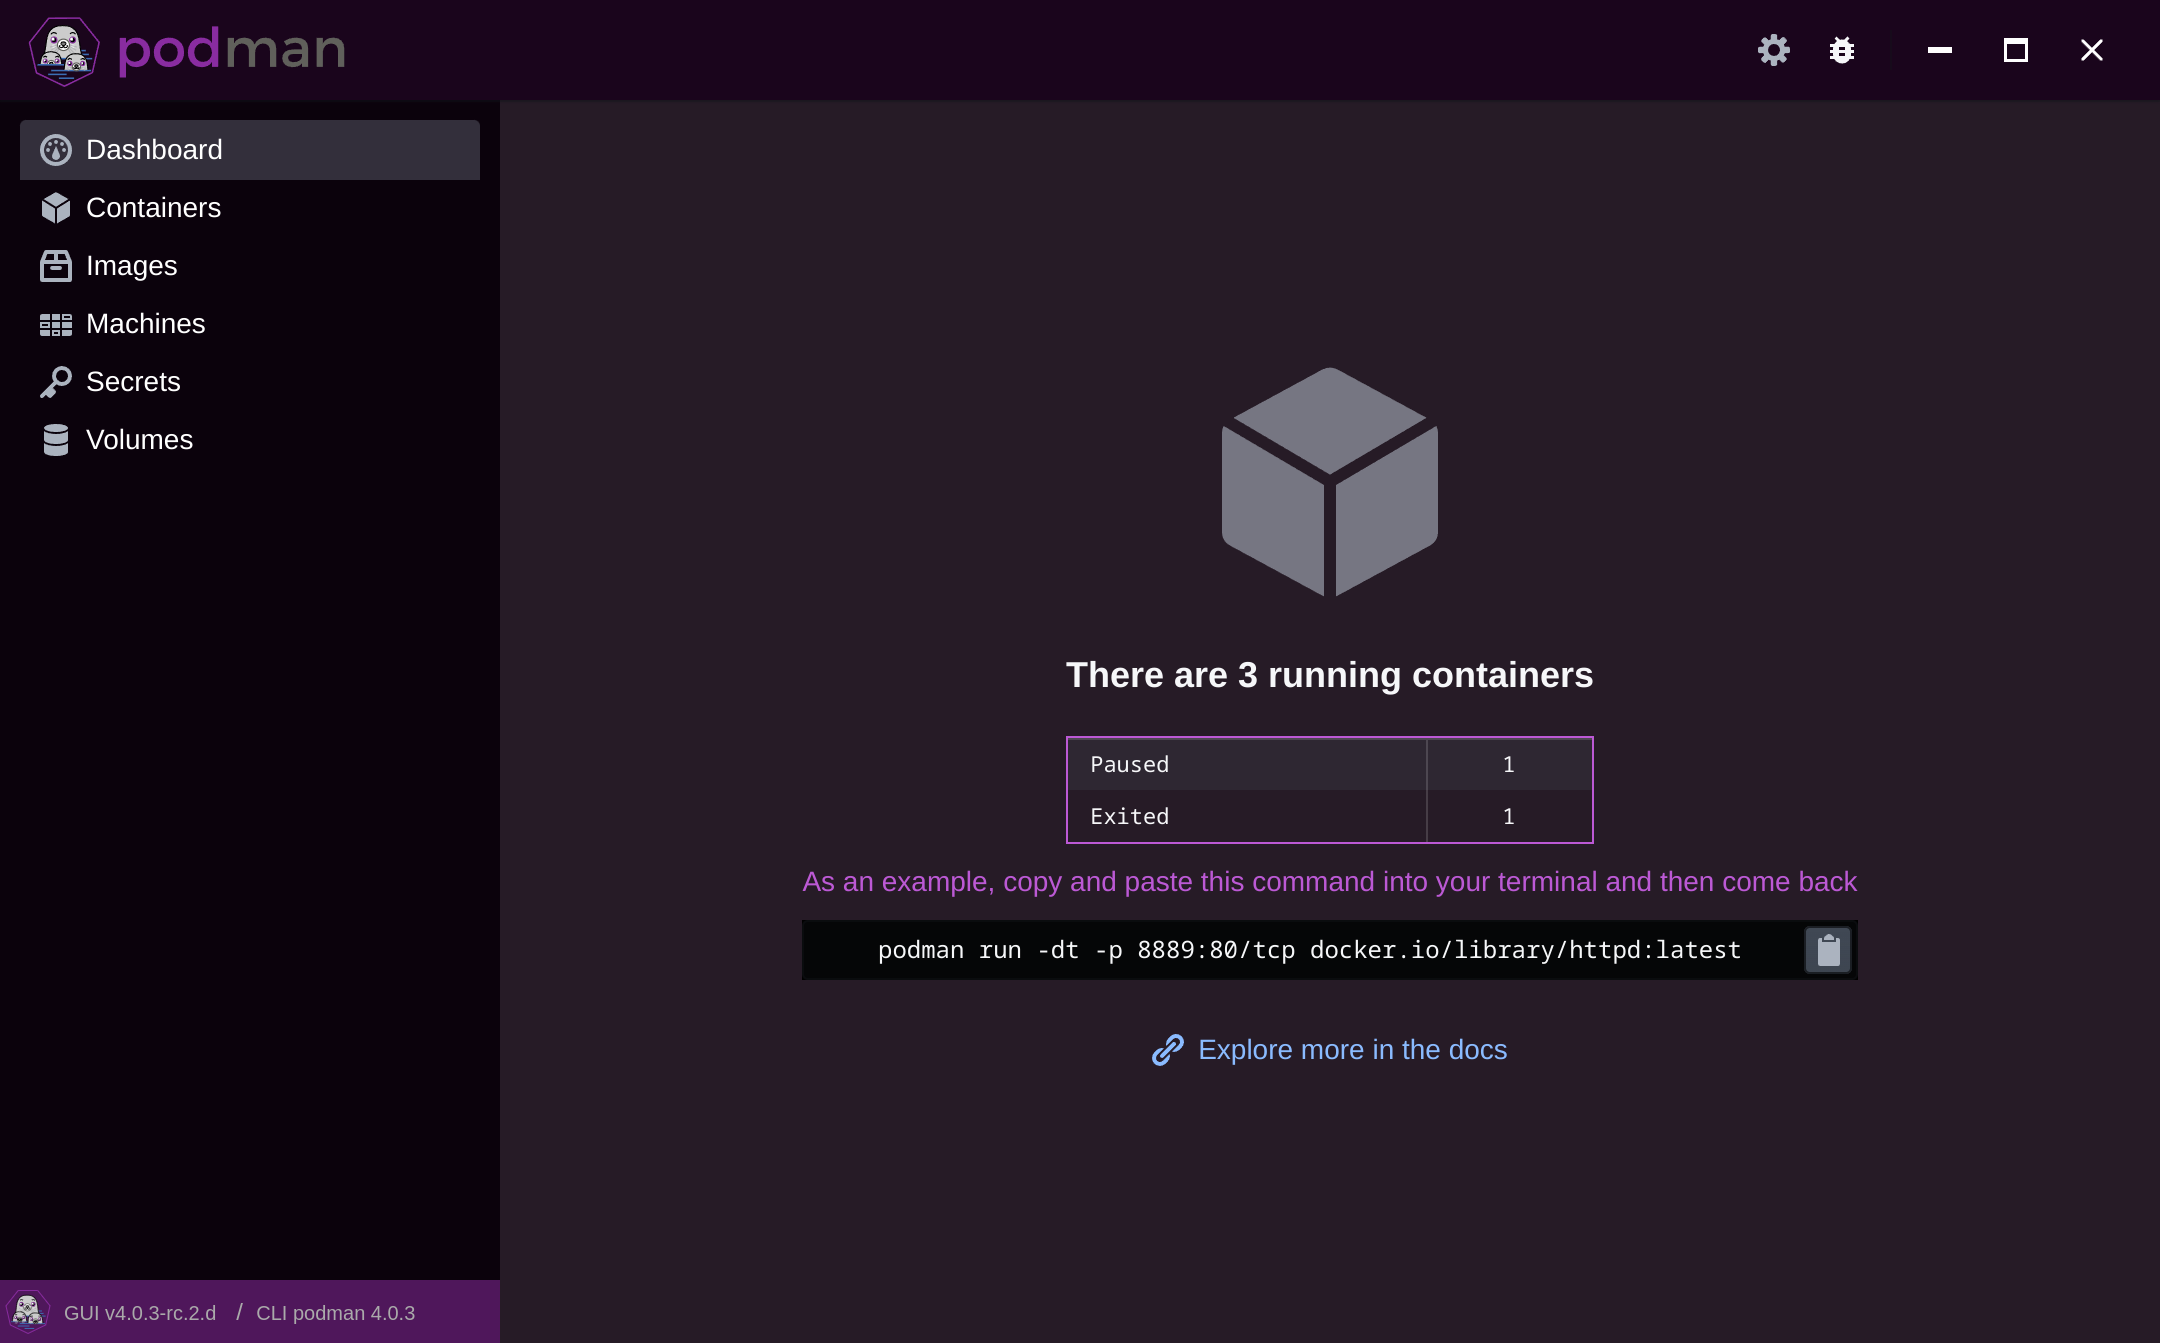 podman
Dashboard
Containers
Images
Machines
Secrets
Volumes
There are 3 running containers
Paused 1
Exited 1
As an example, copy and paste this command into your terminal and then come back
podman run -dt -p 8889:80/tcp docker.io/library/httpd:latest
Explore more in the docs
GUI v4.0.3-rc.2.d / CLI podman 4.0.3